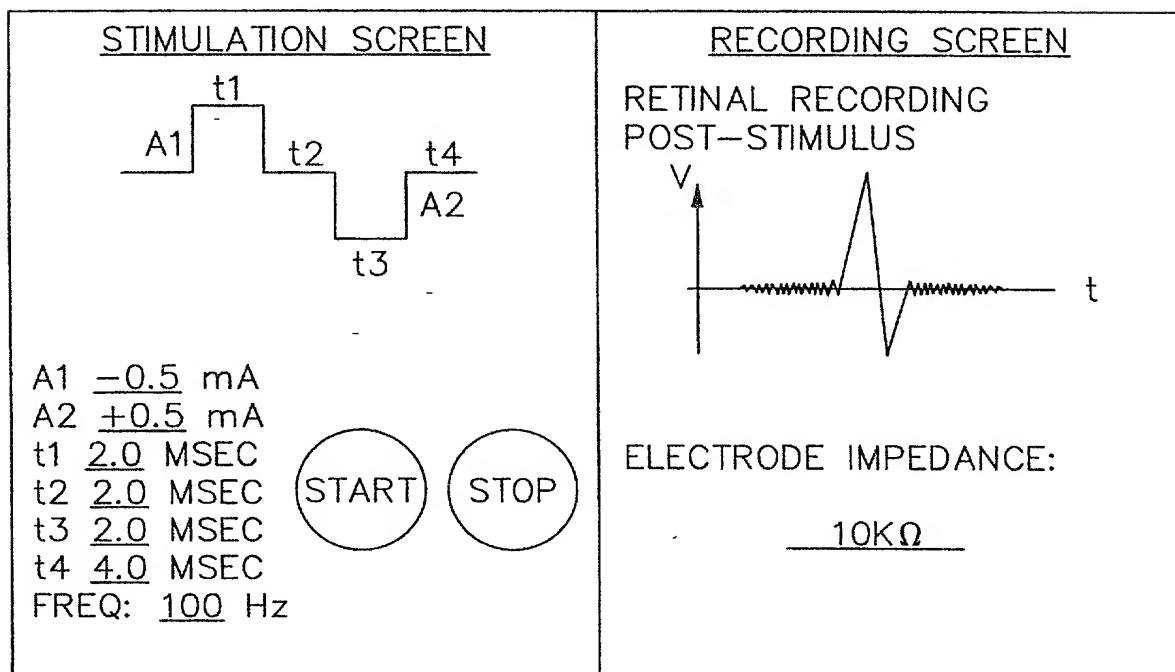 STIMULATION SCREEN
t1
A1
t2
t4
A2
t3
A1 −0.5 mA
A2 +0.5 mA
t1 2.0 MSEC
t2 2.0 MSEC
t3 2.0 MSEC
t4 4.0 MSEC
FREQ: 100 Hz
START
STOP
RECORDING SCREEN
RETINAL RECORDING
POST−STIMULUS
V
t
ELECTRODE IMPEDANCE:
10KΩ